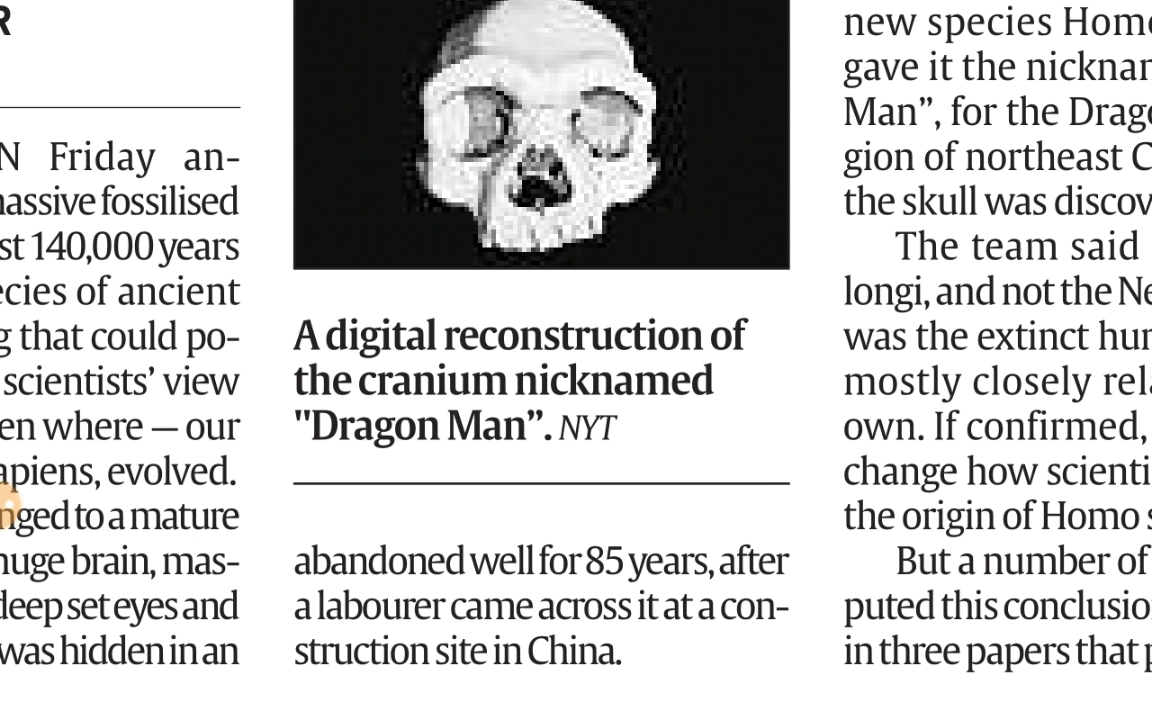 R
N Friday an-
massive fossilised
st 140,000 years
ecies of ancient
g that could po-
scientists' view
en where — our
apiens, evolved.
nged to a mature
huge brain, mas-
deep set eyes and
was hidden in an
A digital reconstruction of
the cranium nicknamed
"Dragon Man”. NYT
abandoned well for 85 years, after
a labourer came across it at a con-
struction site in China.
new species Homo
gave it the nicknam
Man”, for the Drago
gion of northeast C
the skull was discov
The team said
longi, and not the Ne
was the extinct hum
mostly closely rela
own. If confirmed,
change how scienti
the origin of Homo s
But a number of
puted this conclusio
in three papers that p